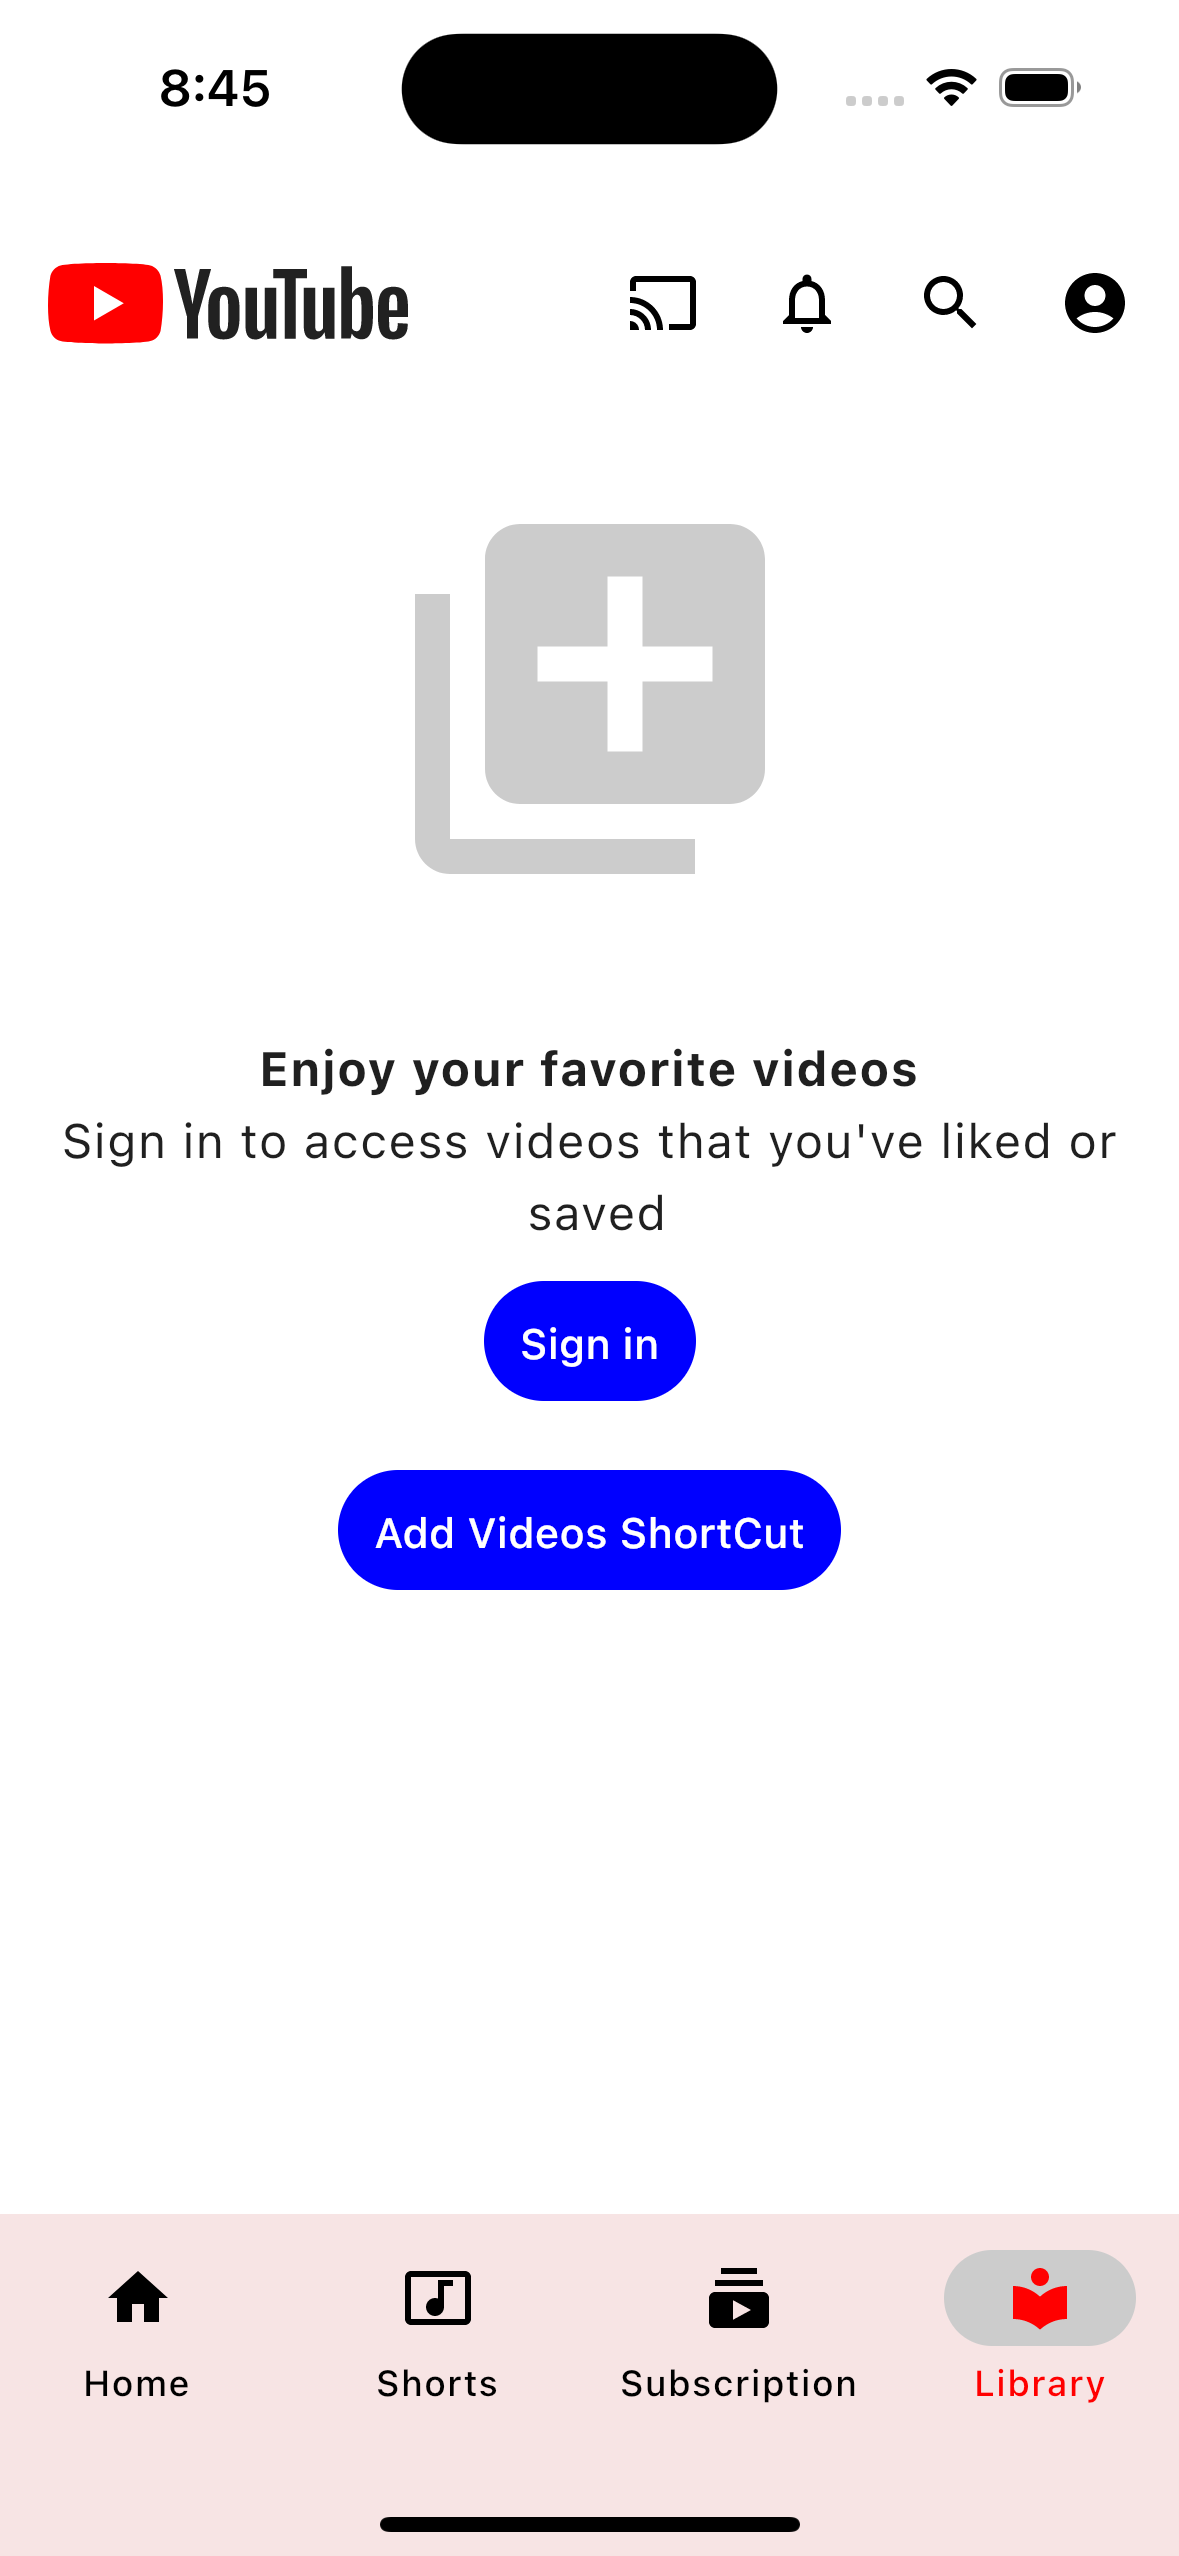 8:45
YouTube
Enjoy your favorite videos
Sign in to access videos that you've liked or
saved
Sign in
Add Videos ShortCut
Home
Shorts
Subscription
Library